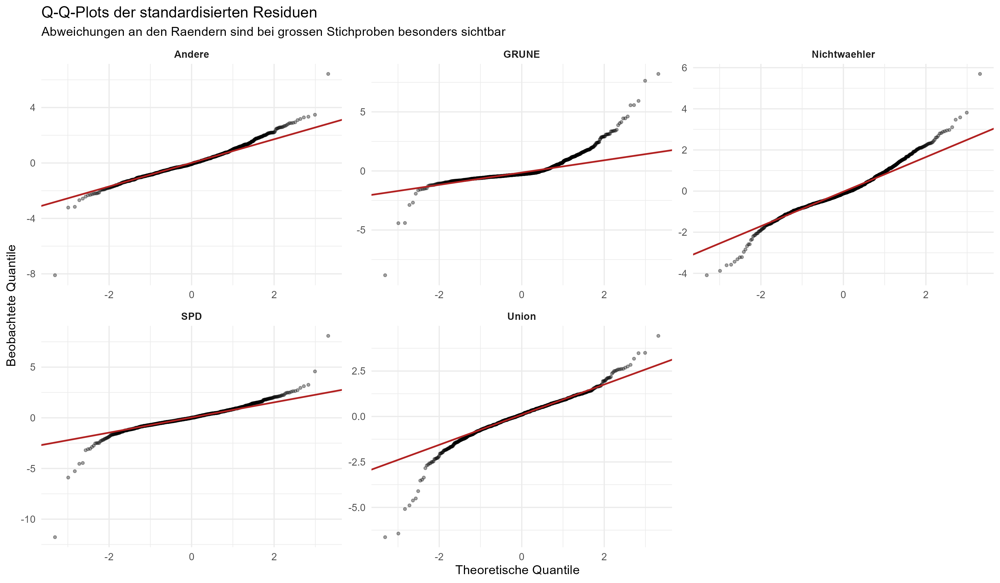 Q-Q-Plots der standardisierten Residuen
Abweichungen an den Raendern sind bei grossen Stichproben besonders sichtbar
Andere
GRUNE
Nichtwaehler
4
0
-4
-8
-2 0 2
5
0
-5
-2 0 2
6
4
2
0
-2
-4
-2 0 2
Beobachtete Quantile
SPD
Union
5
0
-5
-10
-2 0 2
2.5
0.0
-2.5
-5.0
-2 0 2
Theoretische Quantile